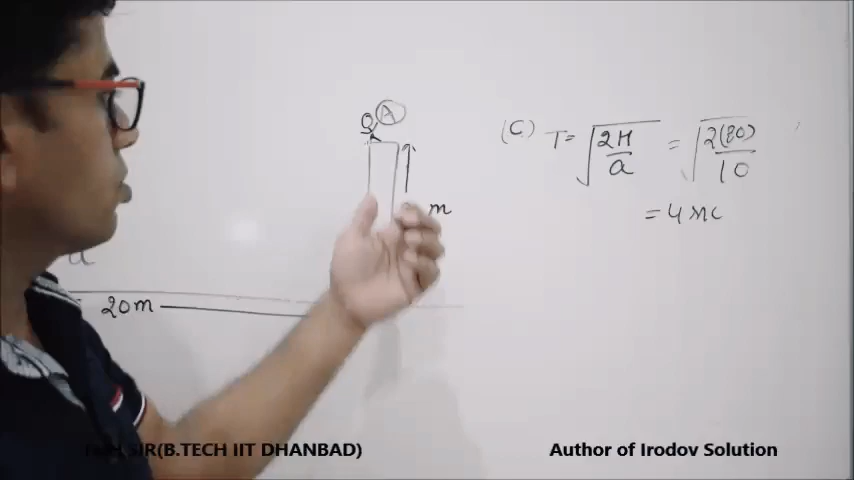 Q A
(C) T = √(2H/a) = √(2(80)/10)
= 4 sec
m
20m
SIR(B.TECH IIT DHANBAD)
Author of Irodov Solution